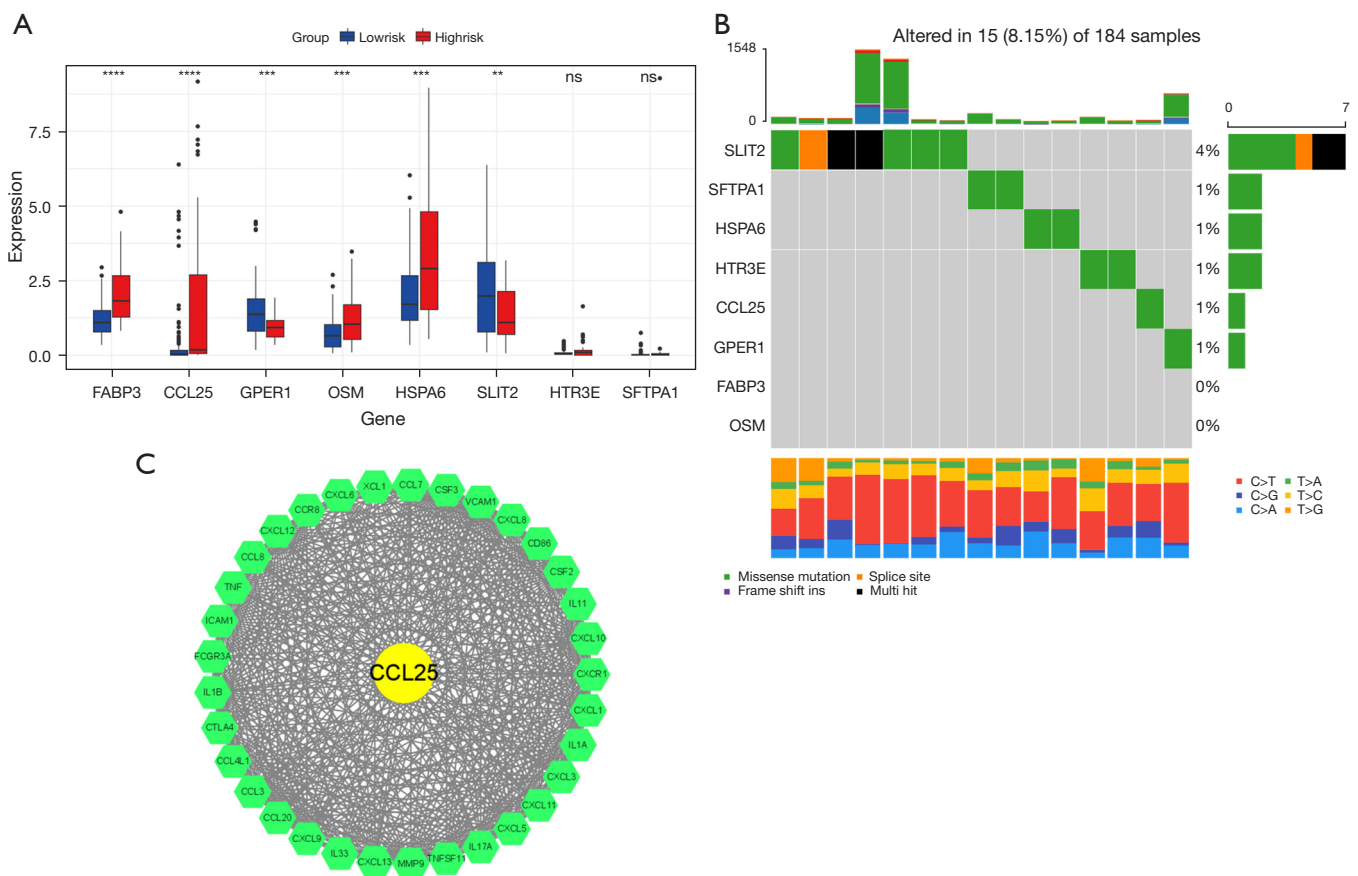 A
Group Lowrisk Highrisk
**** **** *** *** *** ** ns ns
7.5
5.0
2.5
0.0
Expression
FABP3 CCL25 GPER1 OSM HSPA6 SLIT2 HTR3E SFTPA1
Gene
B
Altered in 15 (8.15%) of 184 samples
1548
0
0 7
SLIT2 4%
SFTPA1 1%
HSPA6 1%
HTR3E 1%
CCL25 1%
GPER1 1%
FABP3 0%
OSM 0%
C>T T>A
C>G T>C
C>A T>G
Missense mutation Splice site
Frame shift ins Multi hit
C
CCL25
CCL7
CSF3
VCAM1
CXCL8
CD86
CSF2
IL11
CXCL10
CXCR1
CXCL1
IL1A
CXCL3
CXCL11
CXCL5
IL17A
TNFSF11
MMP9
CXCL13
IL33
CXCL9
CCL20
CCL3
CCL4L1
CTLA4
IL1B
FCGR3A
ICAM1
TNF
CCL8
CXCL12
CCR8
CXCL6
XCL1